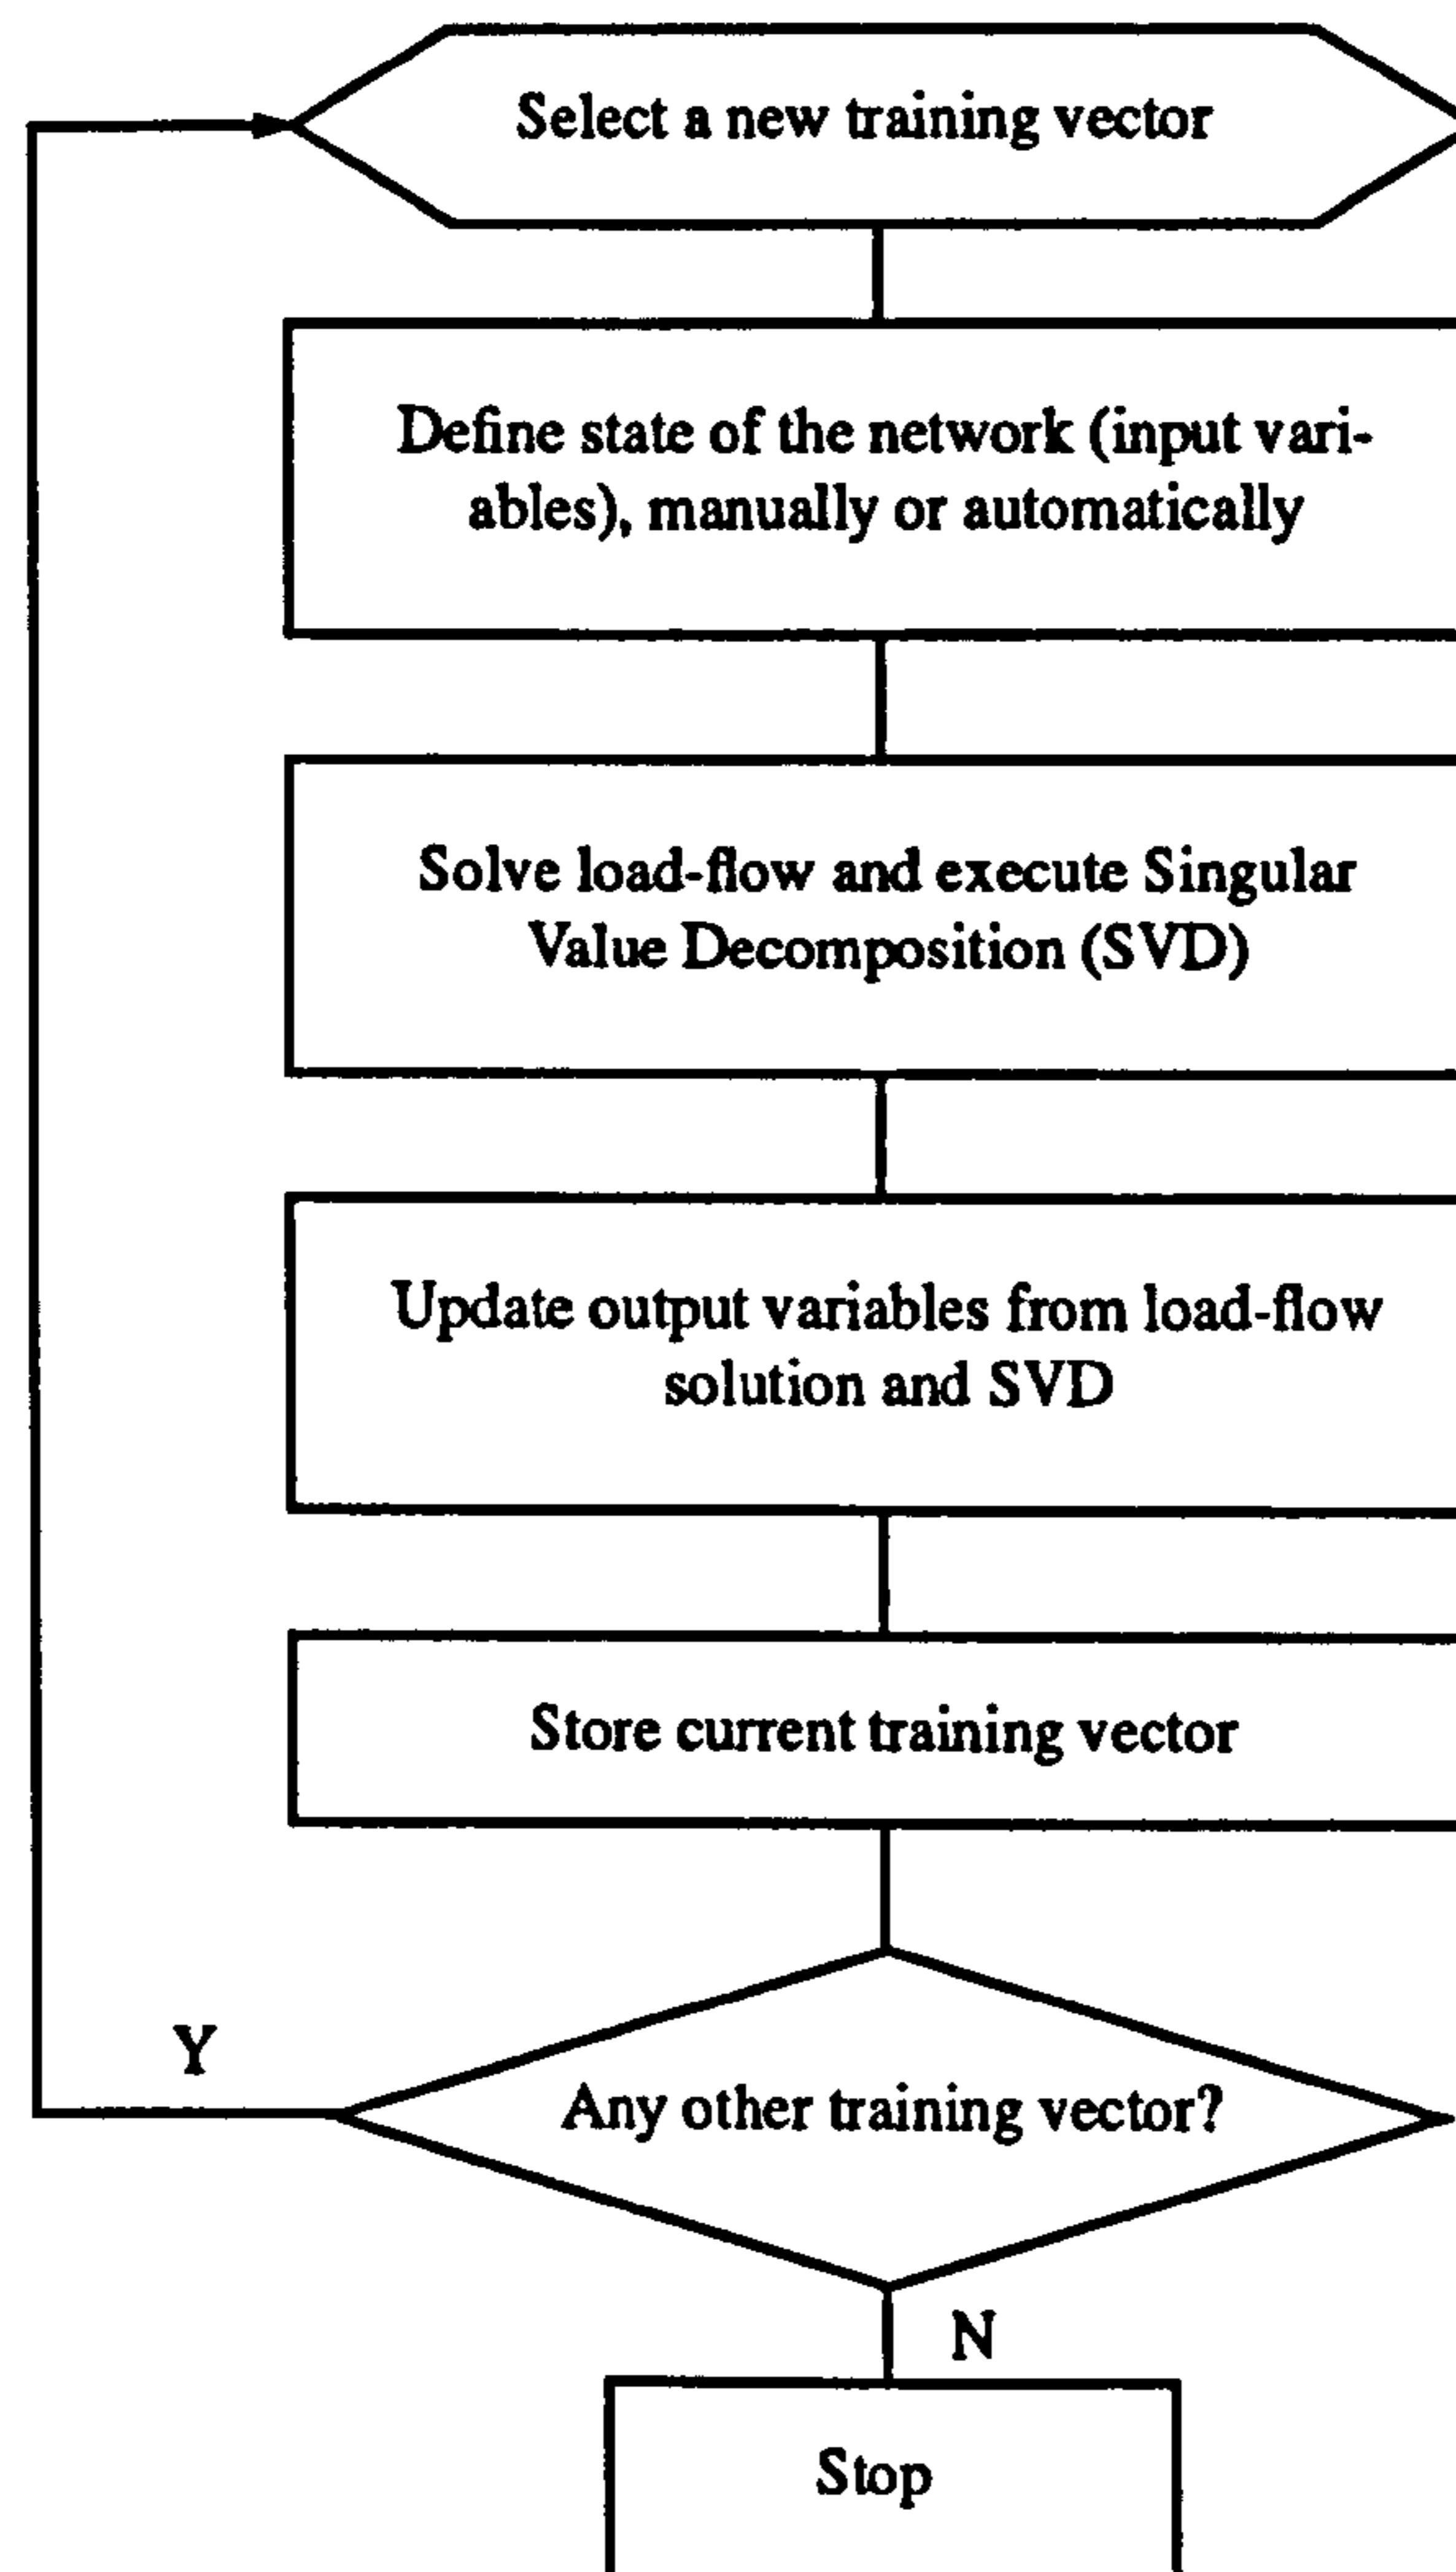 Select a new training vector
Define state of the network (input vari-
ables), manually or automatically
Solve load-flow and execute Singular
Value Decomposition (SVD)
Update output variables from load-flow
solution and SVD
Store current training vector
Y
Any other training vector?
N
Stop